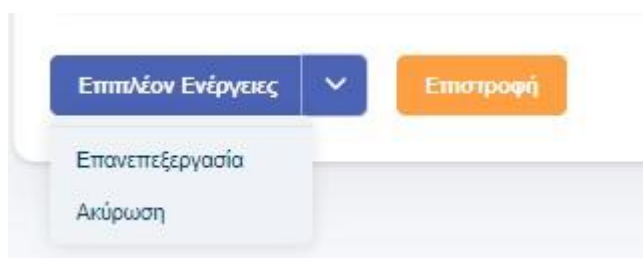 Επιπλέον Ενέργειες
Επιστροφή
Επανεπεξεργασία
Ακύρωση